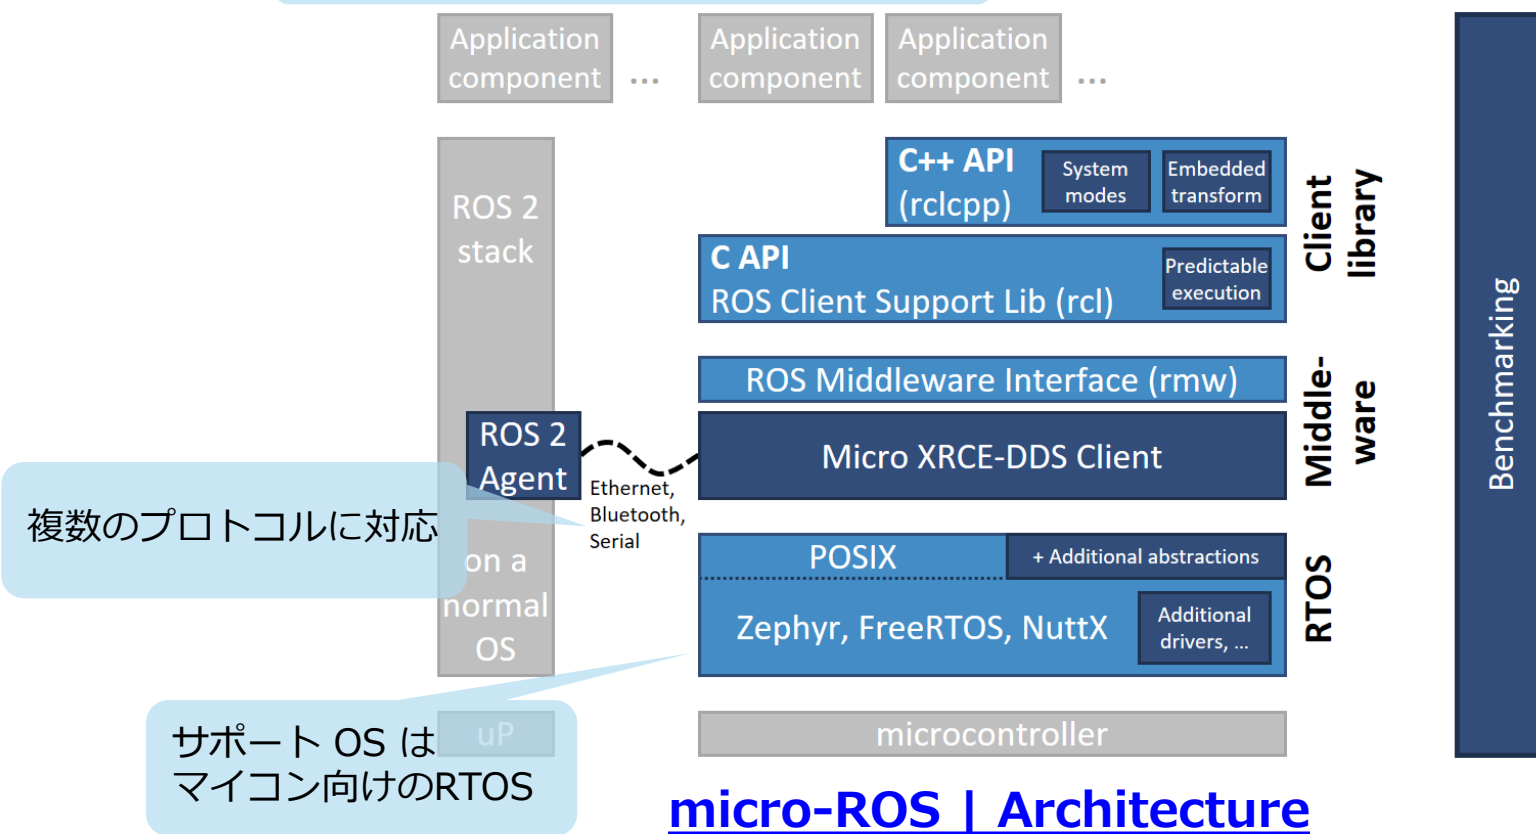 Application
component
...
Application
component
Application
component
...
C++ API
(rclcpp)
System
modes
Embedded
transform
Client
library
ROS 2
stack
C API
ROS Client Support Lib (rcl)
Predictable
execution
Benchmarking
ROS Middleware Interface (rmw)
Middle-
ware
ROS 2
Agent
Micro XRCE-DDS Client
Ethernet,
Bluetooth,
Serial
複数のプロトコルに対応
on a
normal
OS
POSIX
+ Additional abstractions
Zephyr, FreeRTOS, NuttX
Additional
drivers, ...
RTOS
サポート OS は
マイコン向けのRTOS
uP
microcontroller
micro-ROS | Architecture